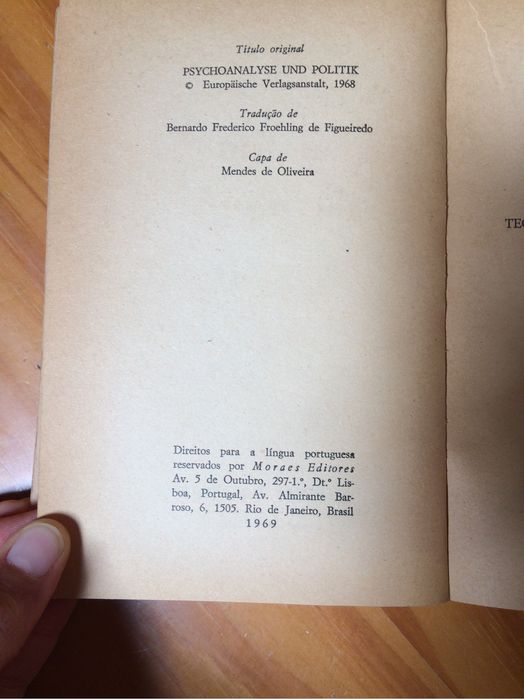 Título original
PSYCHOANALYSE UND POLITIK
© Europäische Verlagsanstalt, 1968
Tradução de
Bernardo Frederico Froehling de Figueiredo
Capa de
Mendes de Oliveira
Direitos para a língua portuguesa
reservados por Moraes Editores
Av. 5 de Outubro, 297-1.º, Dt.º Lis-
boa, Portugal, Av. Almirante Bar-
roso, 6, 1505. Rio de Janeiro, Brasil
1969